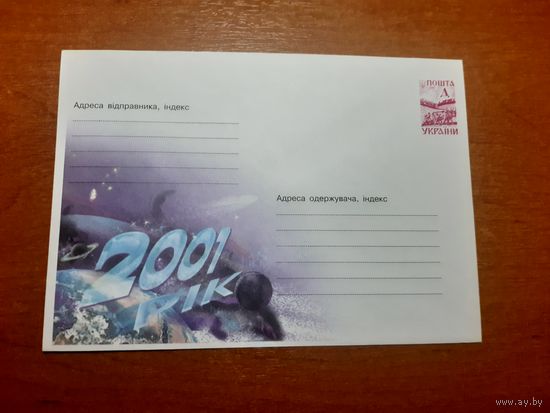 ПОШТА
Д
УКРАЇНИ
Адреса відправника, індекс
Адреса одержувача, індекс
2001
РІК
www.ay.by